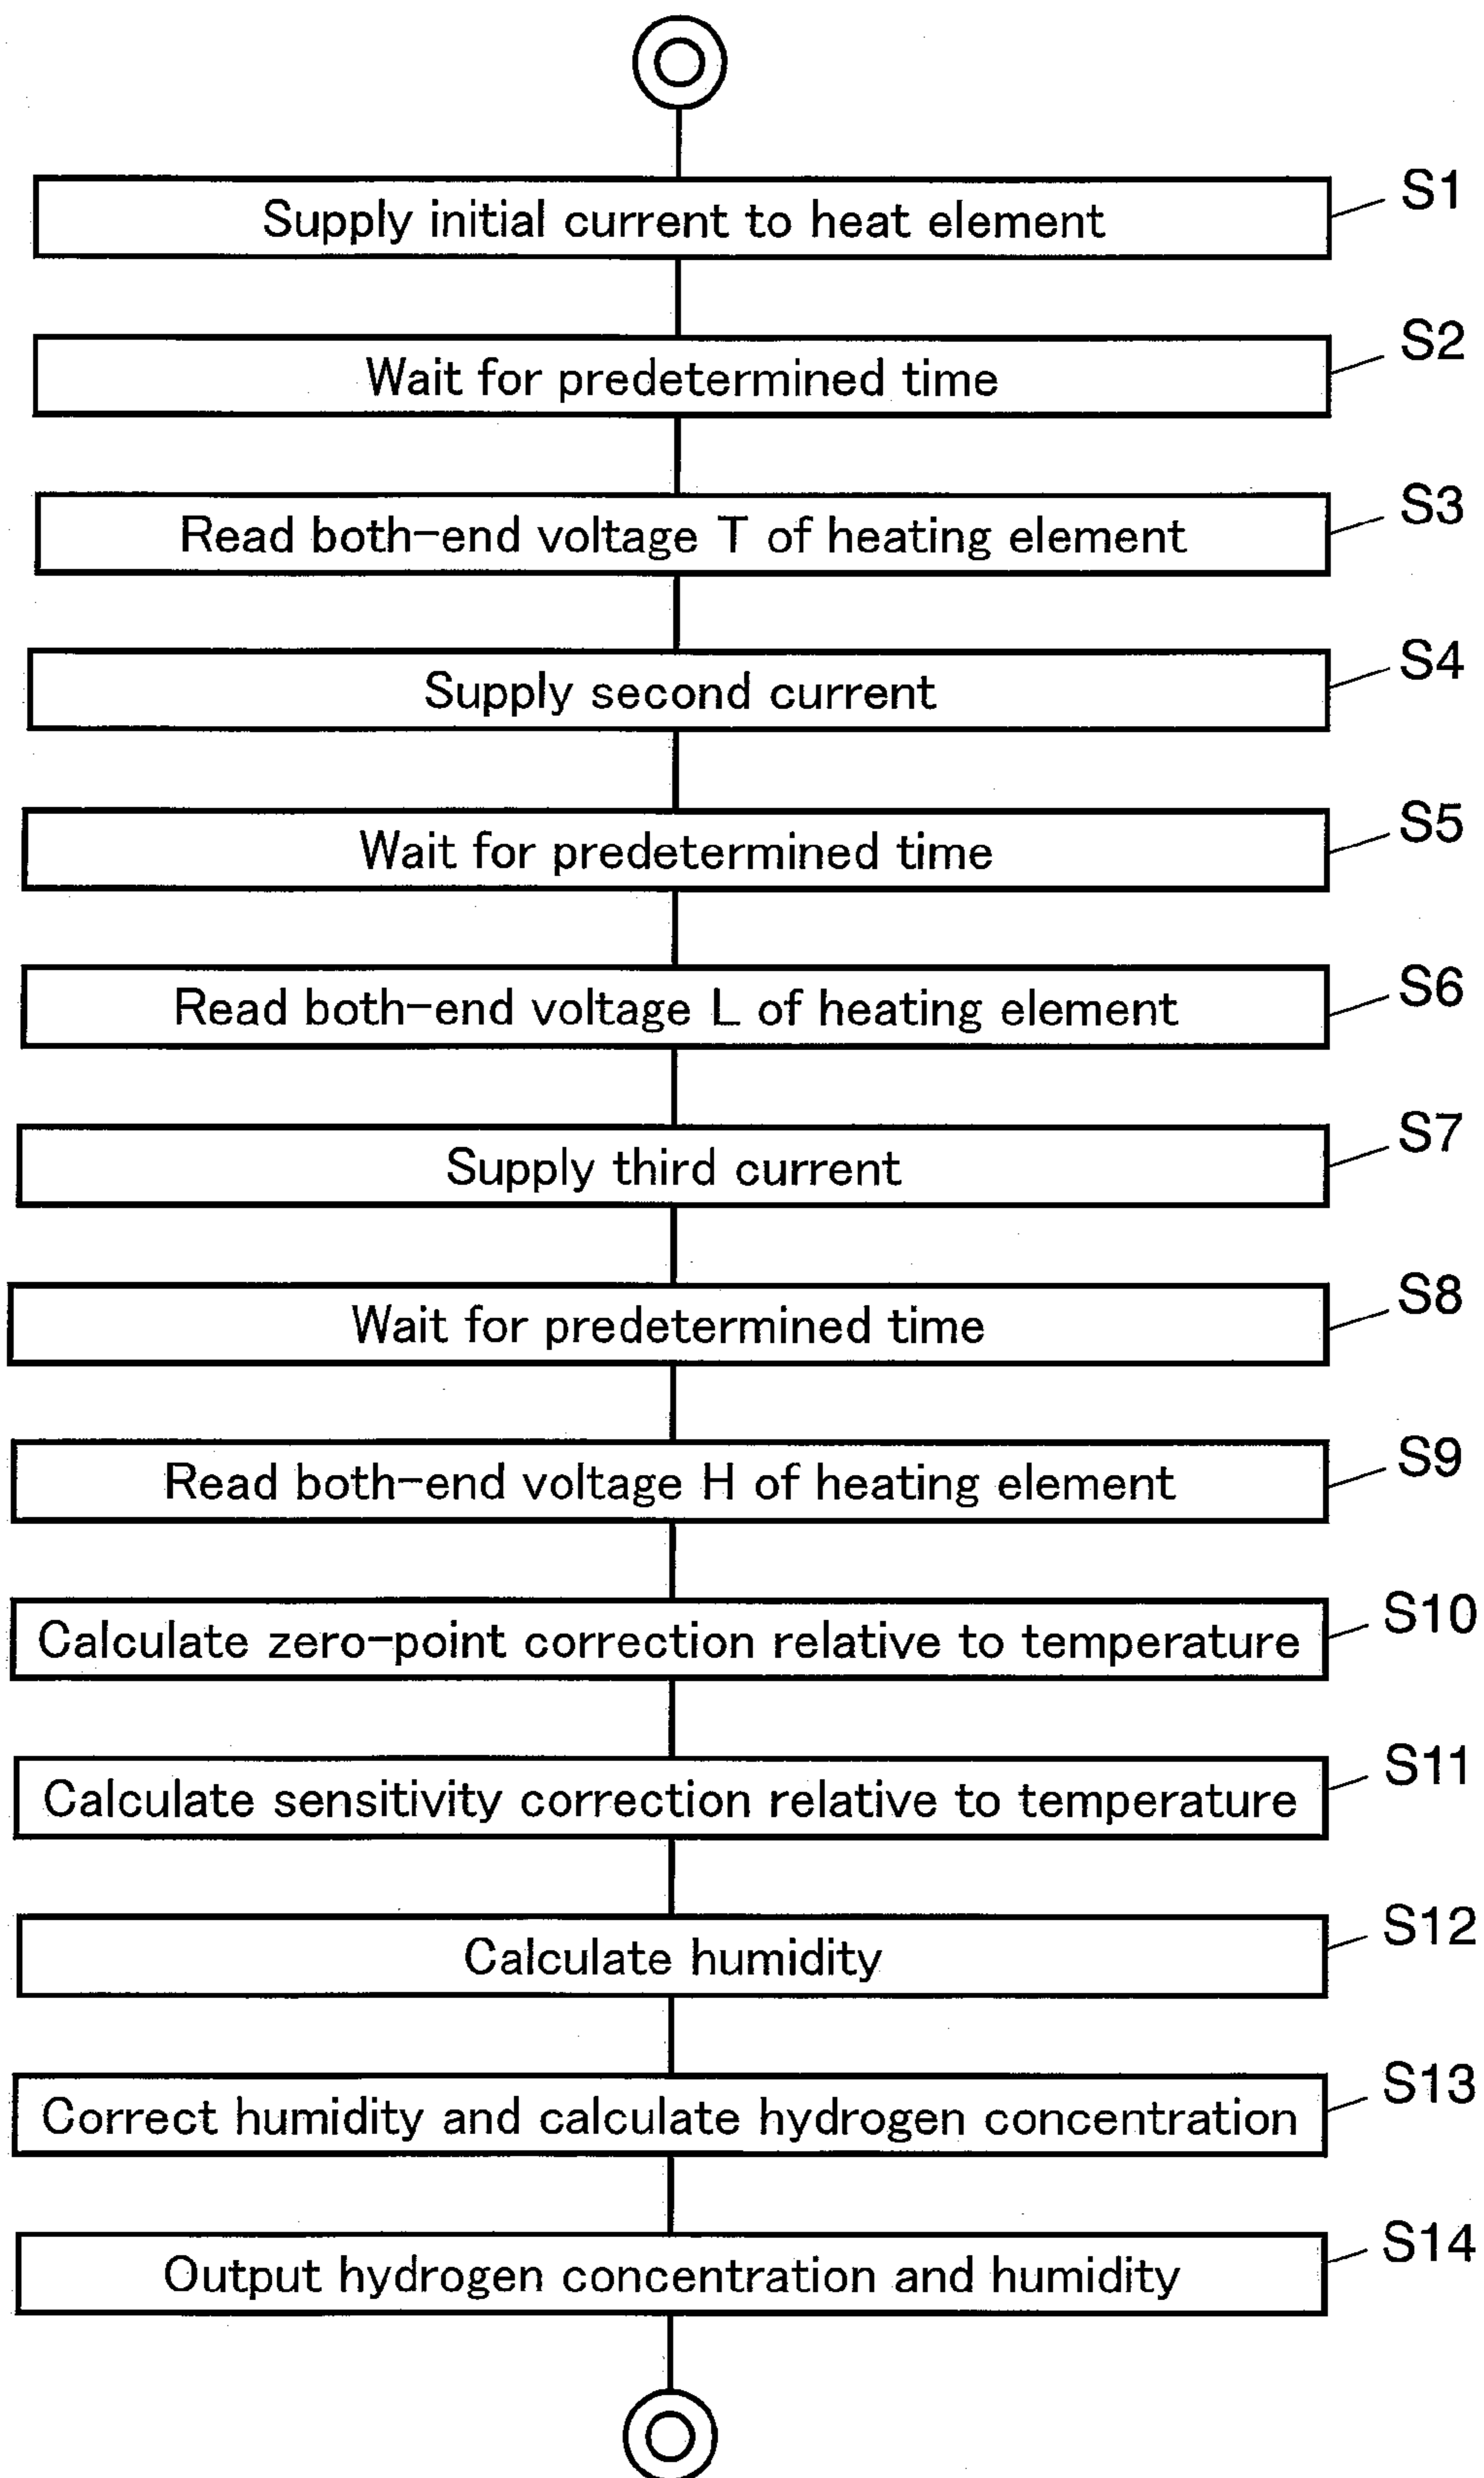 Supply initial current to heat element
S1
Wait for predetermined time
S2
Read both-end voltage T of heating element
S3
Supply second current
S4
Wait for predetermined time
S5
Read both-end voltage L of heating element
S6
Supply third current
S7
Wait for predetermined time
S8
Read both-end voltage H of heating element
S9
Calculate zero-point correction relative to temperature
S10
Calculate sensitivity correction relative to temperature
S11
Calculate humidity
S12
Correct humidity and calculate hydrogen concentration
S13
Output hydrogen concentration and humidity
S14